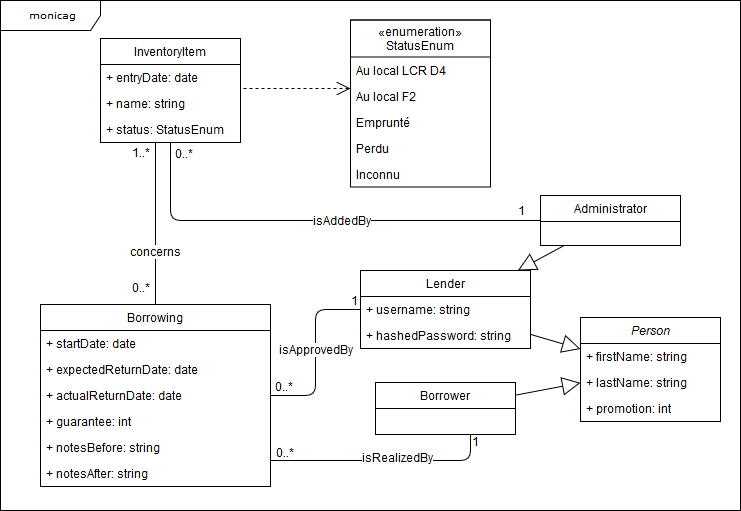 monicag
InventoryItem
+ entryDate: date
+ name: string
+ status: StatusEnum
«enumeration»
StatusEnum
Au local LCR D4
Au local F2
Emprunté
Perdu
Inconnu
1..*
0..*
isAddedBy
1
Administrator
concerns
0..*
Lender
+ username: string
+ hashedPassword: string
1
isApprovedBy
0..*
Borrowing
+ startDate: date
+ expectedReturnDate: date
+ actualReturnDate: date
+ guarantee: int
+ notesBefore: string
+ notesAfter: string
Person
+ firstName: string
+ lastName: string
+ promotion: int
Borrower
1
0..*
isRealizedBy